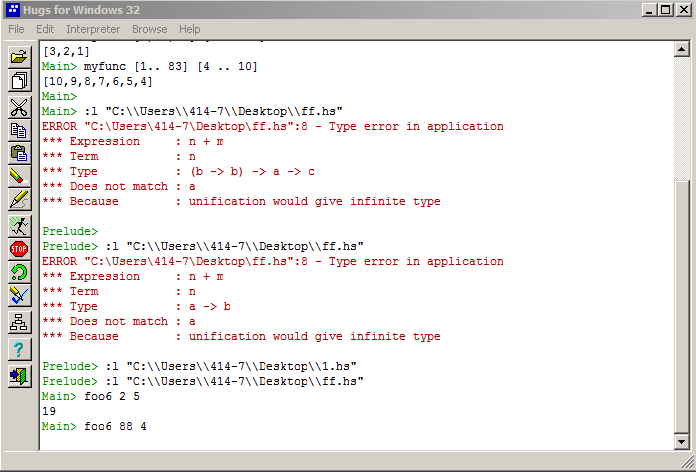 Hugs for Windows 32
File Edit Interpreter Browse Help
[3,2,1]
Main> myfunc [1.. 83] [4 .. 10]
[10,9,8,7,6,5,4]
Main>
Main> :l "C:\\Users\\414-7\\Desktop\\ff.hs"
ERROR "C:\Users\414-7\Desktop\ff.hs":8 - Type error in application
*** Expression     : n + m
*** Term           : n
*** Type           : (b -> b) -> a -> c
*** Does not match : a
*** Because        : unification would give infinite type
Prelude>
Prelude> :l "C:\\Users\\414-7\\Desktop\\ff.hs"
ERROR "C:\Users\414-7\Desktop\ff.hs":8 - Type error in application
*** Expression     : n + m
*** Term           : n
*** Type           : a -> b
*** Does not match : a
*** Because        : unification would give infinite type
Prelude> :l "C:\\Users\\414-7\\Desktop\\1.hs"
Prelude> :l "C:\\Users\\414-7\\Desktop\\ff.hs"
Main> foo6 2 5
19
Main> foo6 88 4
STOP
?